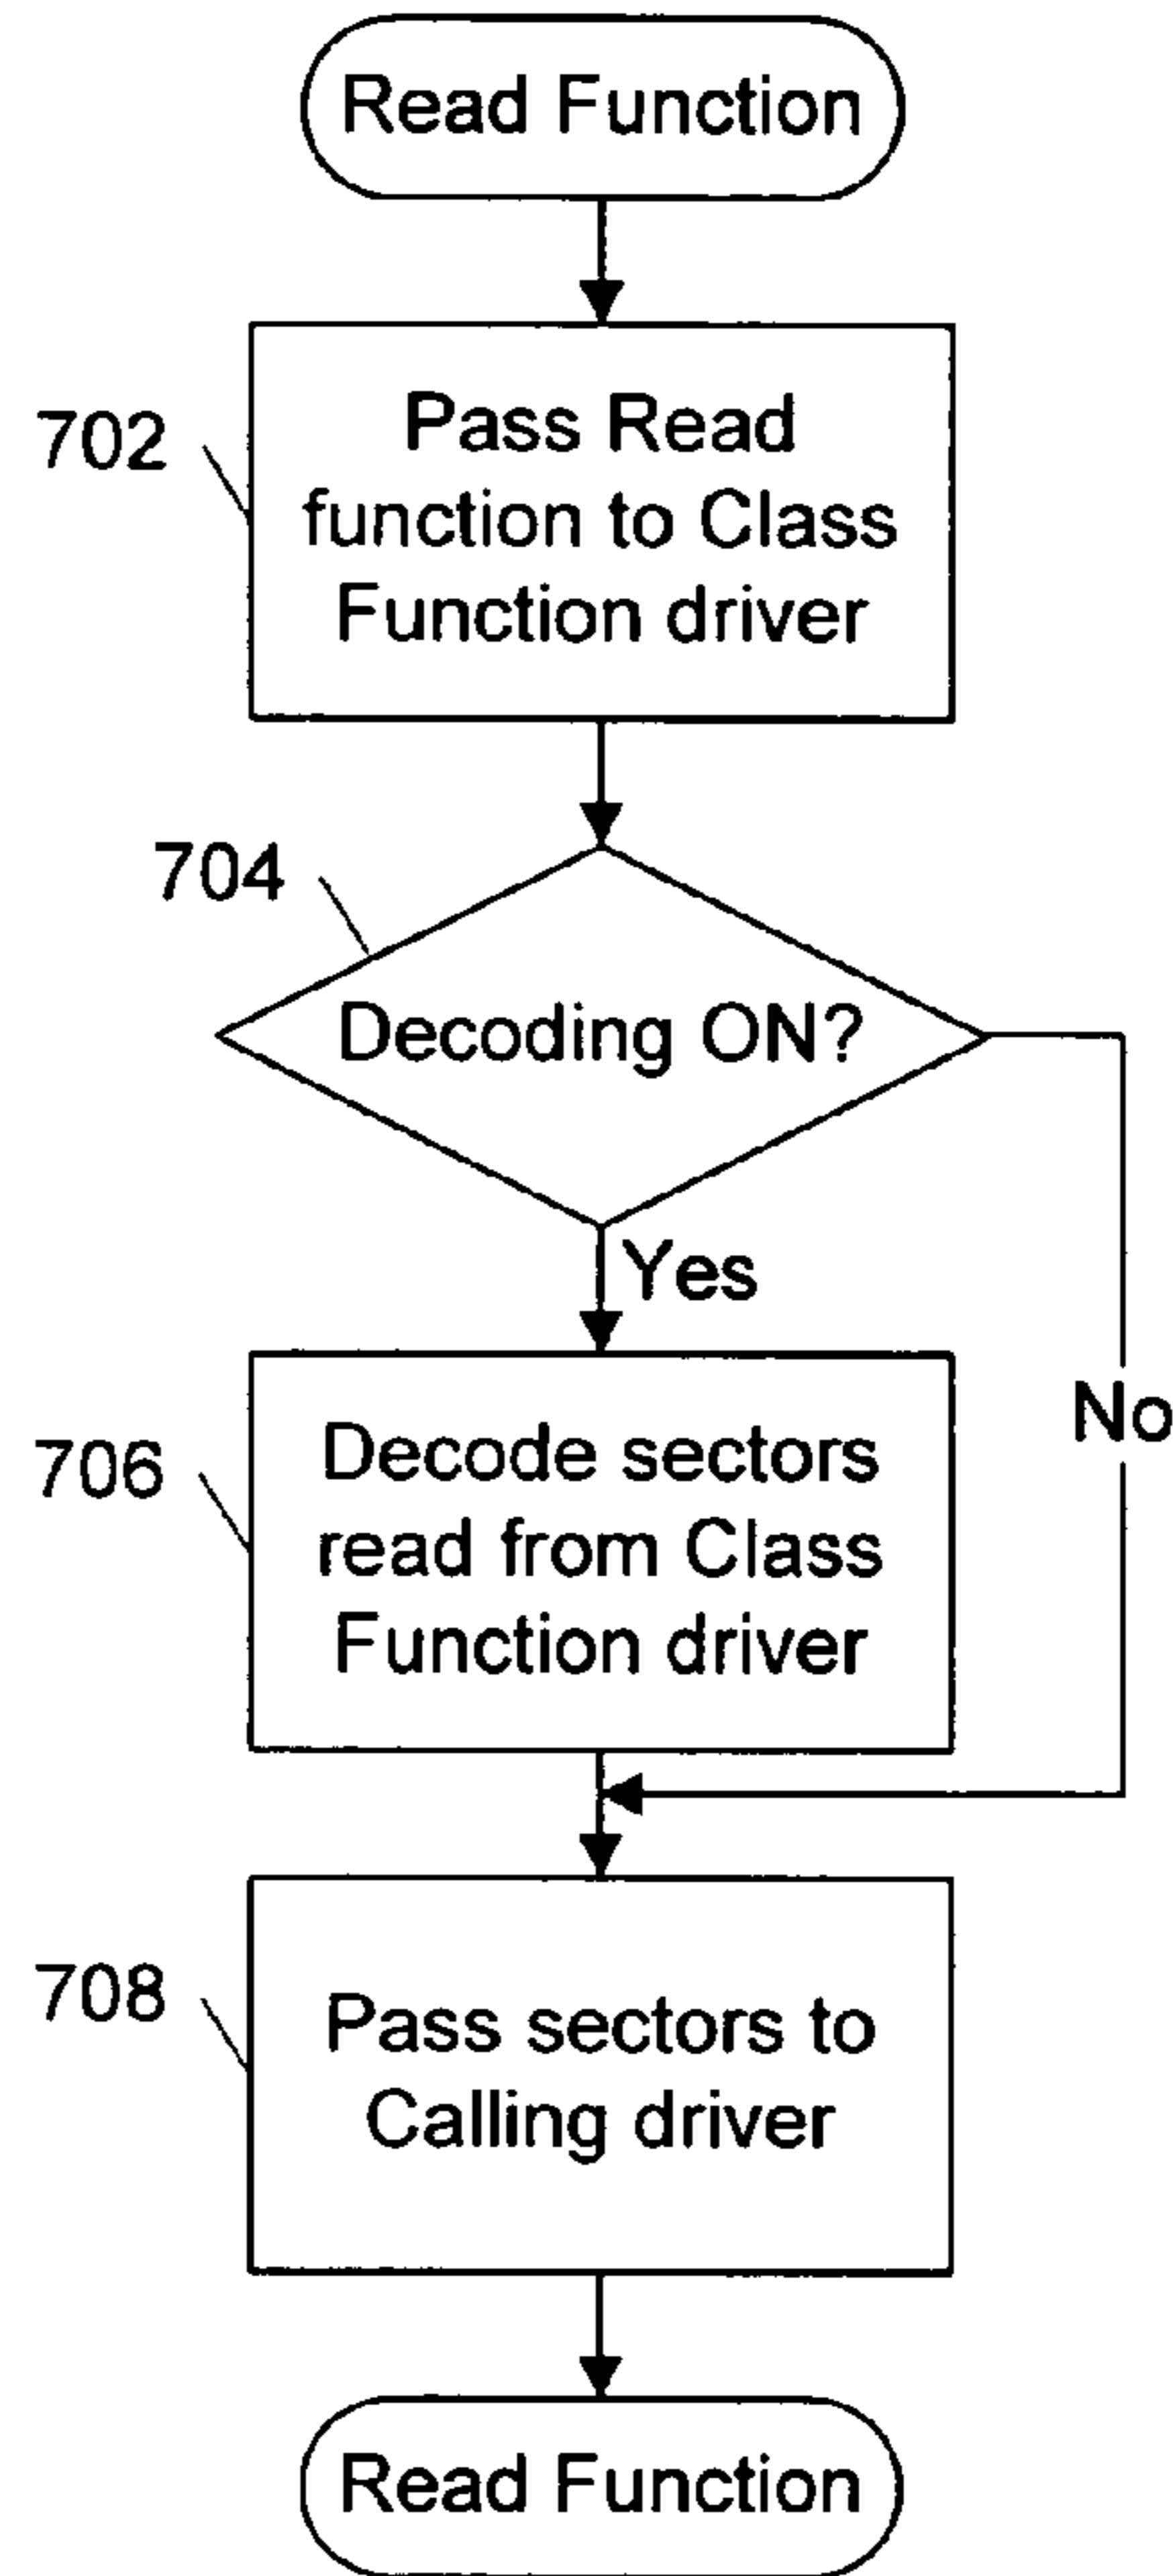 Read Function
702
Pass Read
function to Class
Function driver
704
Decoding ON?
Yes
No
706
Decode sectors
read from Class
Function driver
708
Pass sectors to
Calling driver
Read Function